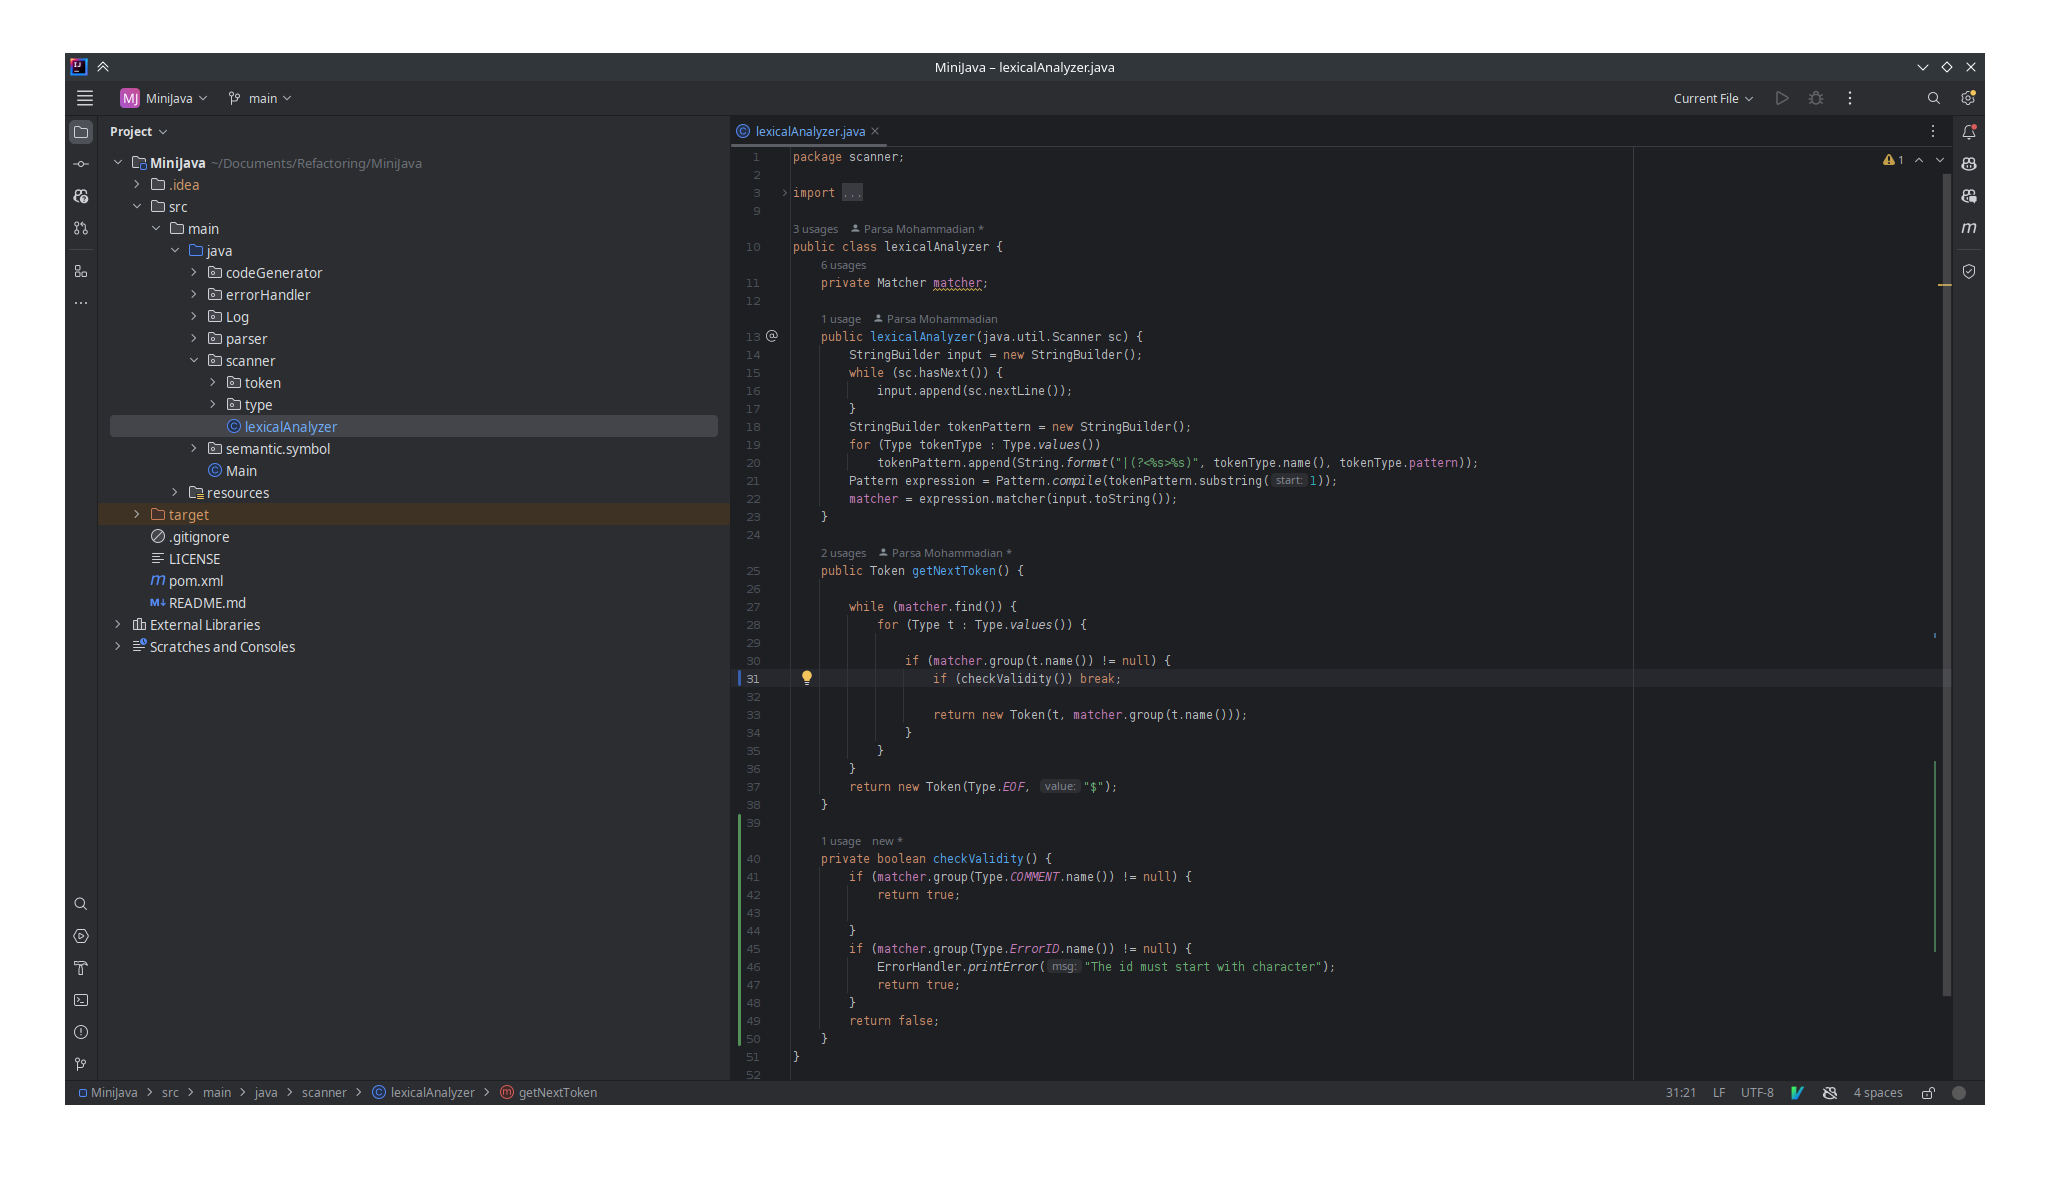 MiniJava – lexicalAnalyzer.java
MJ MiniJava main Current File
Project
MiniJava ~/Documents/Refactoring/MiniJava
.idea
src
main
java
codeGenerator
errorHandler
Log
parser
scanner
token
type
lexicalAnalyzer
semantic.symbol
Main
resources
target
.gitignore
LICENSE
m pom.xml
M↓ README.md
External Libraries
Scratches and Consoles
lexicalAnalyzer.java
1
1 package scanner;
2
3 import ...
9
3 usages Parsa Mohammadian *
10 public class lexicalAnalyzer {
6 usages
11 private Matcher matcher;
12
1 usage Parsa Mohammadian
13 @ public lexicalAnalyzer(java.util.Scanner sc) {
14 StringBuilder input = new StringBuilder();
15 while (sc.hasNext()) {
16 input.append(sc.nextLine());
17 }
18 StringBuilder tokenPattern = new StringBuilder();
19 for (Type tokenType : Type.values())
20 tokenPattern.append(String.format("|(?<%s>%s)", tokenType.name(), tokenType.pattern));
21 Pattern expression = Pattern.compile(tokenPattern.substring( start: 1));
22 matcher = expression.matcher(input.toString());
23 }
24
2 usages Parsa Mohammadian *
25 public Token getNextToken() {
26
27 while (matcher.find()) {
28 for (Type t : Type.values()) {
29
30 if (matcher.group(t.name()) != null) {
31 if (checkValidity()) break;
32
33 return new Token(t, matcher.group(t.name()));
34 }
35 }
36 }
37 return new Token(Type.EOF, value: "$");
38 }
39
1 usage new *
40 private boolean checkValidity() {
41 if (matcher.group(Type.COMMENT.name()) != null) {
42 return true;
43
44 }
45 if (matcher.group(Type.ErrorID.name()) != null) {
46 ErrorHandler.printError( msg: "The id must start with character");
47 return true;
48 }
49 return false;
50 }
51 }
52
MiniJava > src > main > java > scanner > lexicalAnalyzer > getNextToken
31:21 LF UTF-8 4 spaces